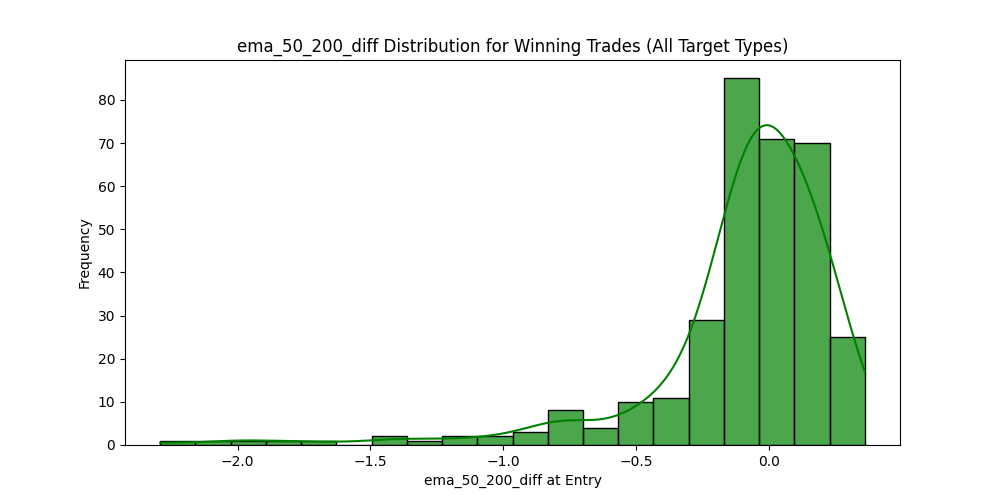 ema_50_200_diff Distribution for Winning Trades (All Target Types)
Frequency
80
70
60
50
40
30
20
10
0
−2.0 −1.5 −1.0 −0.5 0.0
ema_50_200_diff at Entry